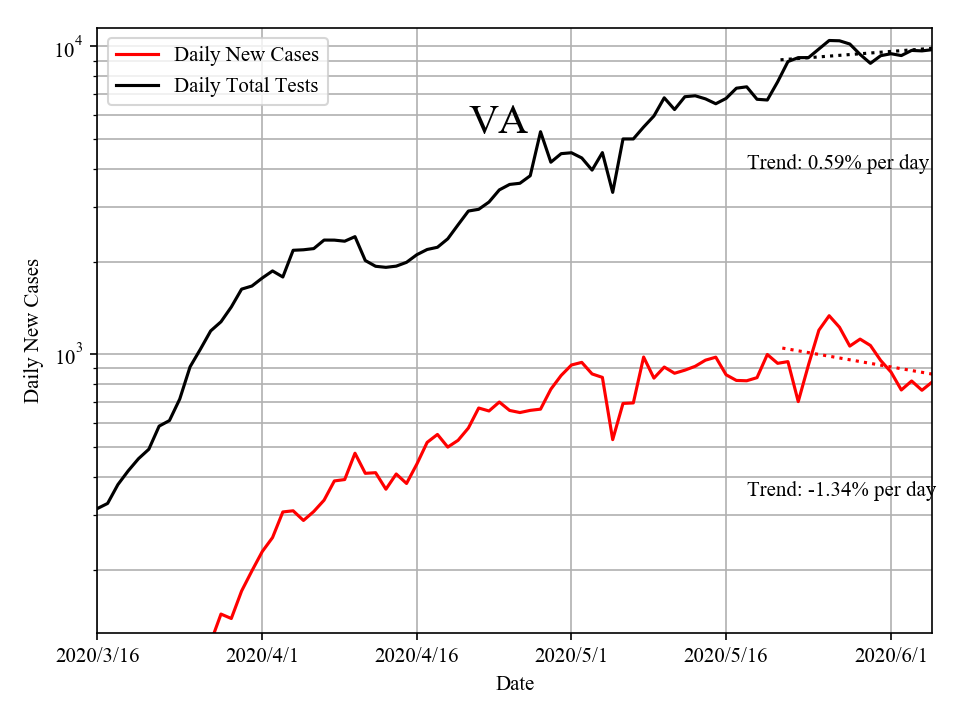 Daily New Cases
Daily Total Tests
VA
Trend: 0.59% per day
Trend: -1.34% per day
10^4
10^3
Daily New Cases
2020/3/16 2020/4/1 2020/4/16 2020/5/1 2020/5/16 2020/6/1
Date